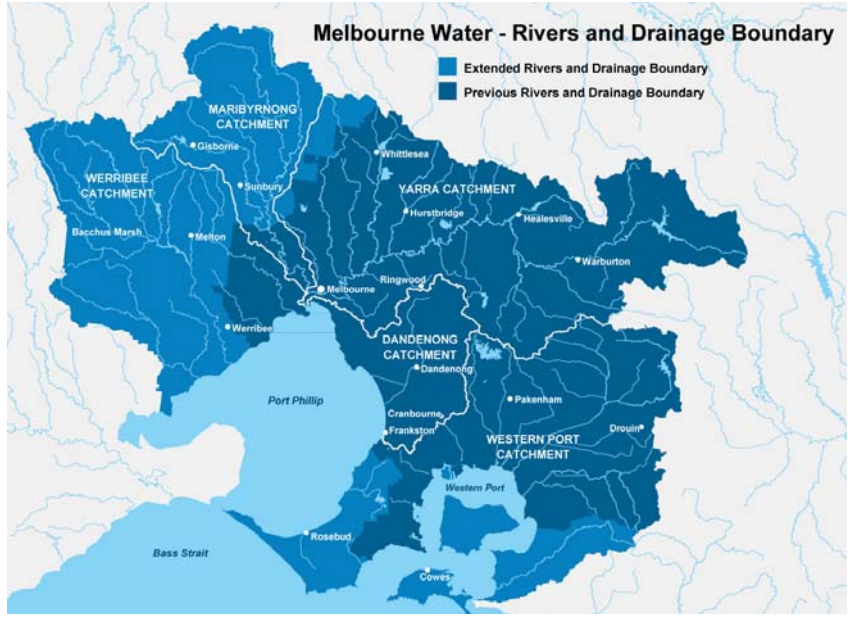 Melbourne Water - Rivers and Drainage Boundary
Extended Rivers and Drainage Boundary
Previous Rivers and Drainage Boundary
MARIBYRNONG
CATCHMENT
Gisborne
Whittlesea
WERRIBEE
CATCHMENT
Sunbury
YARRA CATCHMENT
Hurstbridge
Healesville
Bacchus Marsh
Melton
Warburton
Ringwood
Melbourne
Werribee
DANDENONG
CATCHMENT
Dandenong
Port Phillip
Pakenham
Cranbourne
Frankston
Drouin
WESTERN PORT
CATCHMENT
Western Port
Rosebud
Bass Strait
Cowes